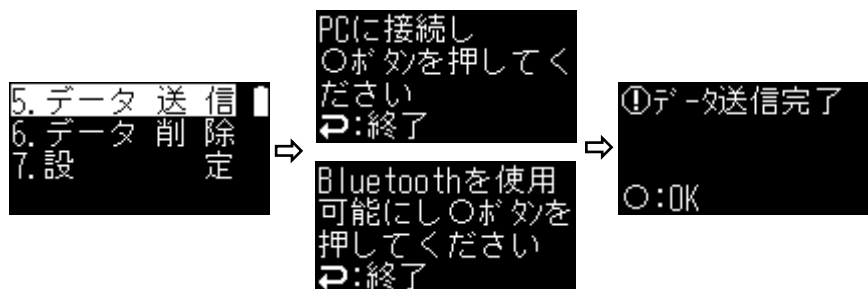 5.データ 送 信
6.データ 削 除
7.設 定
⇨
PCに接続し
○ボタンを押してく
ださい
⮌:終了
Bluetoothを使用
可能にし○ボタンを
押してください
⮌:終了
⇨
①データ送信完了
○:OK